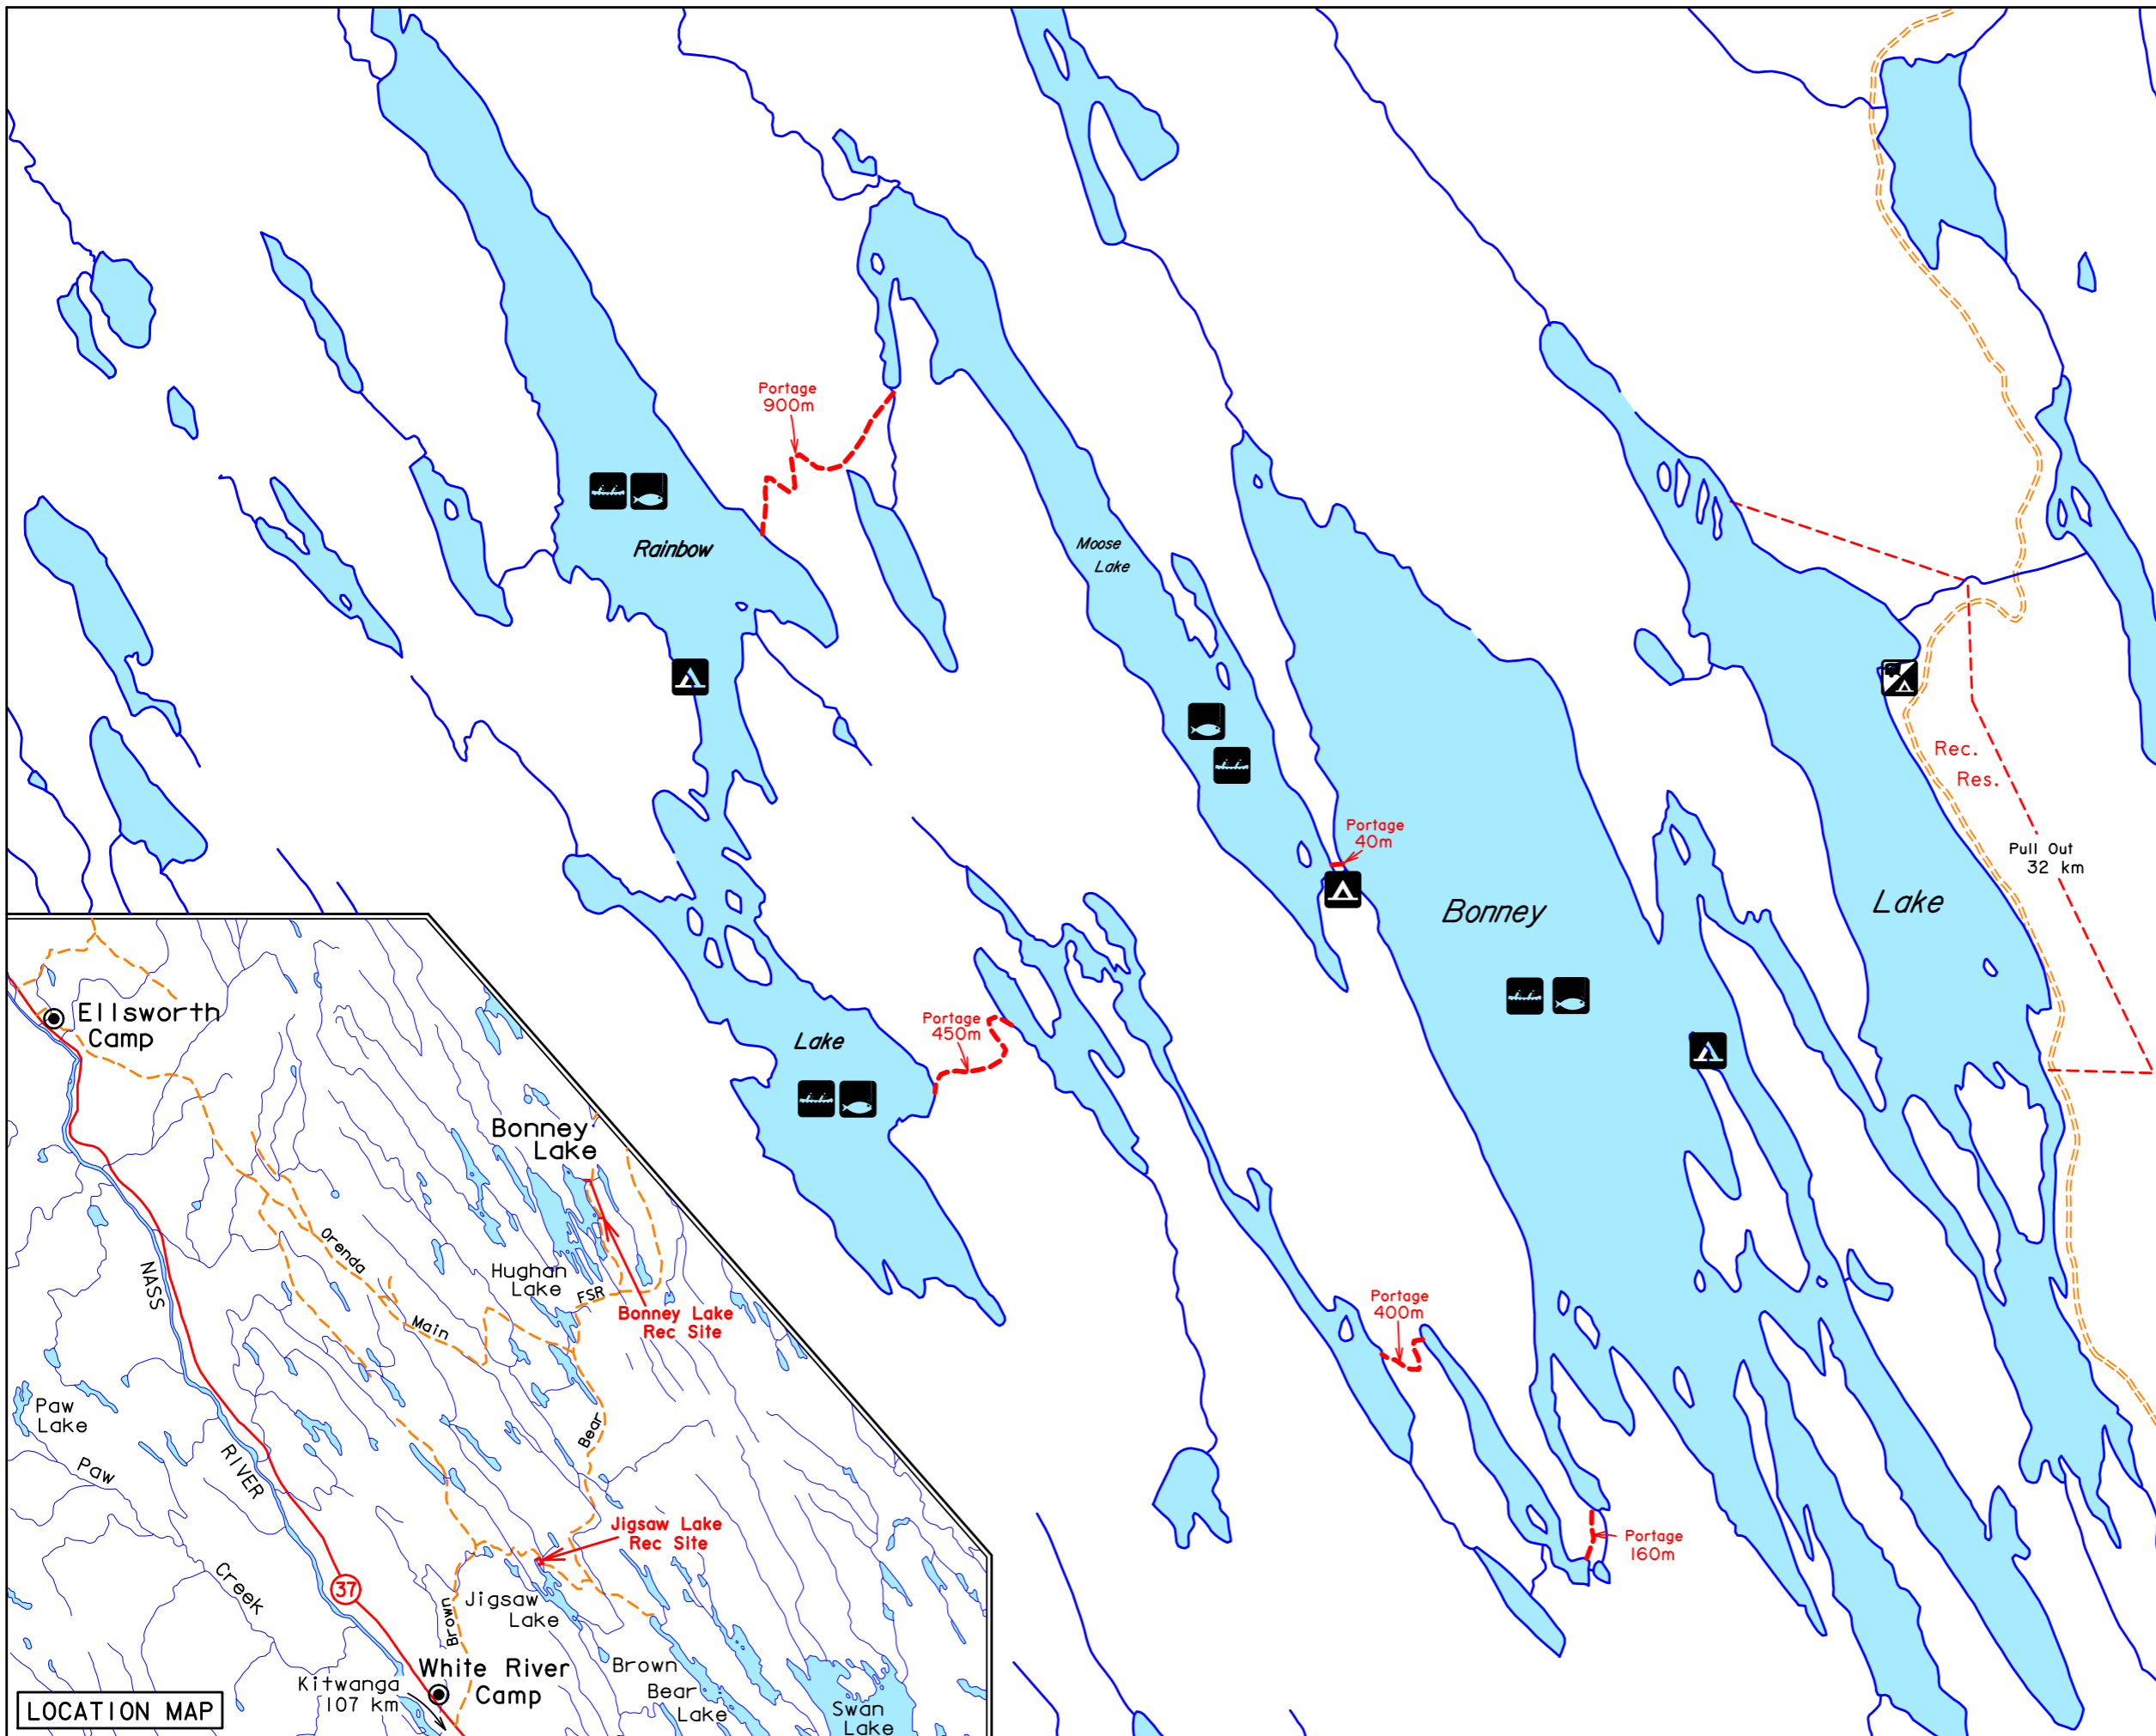 Portage
900m
Rainbow
Moose
Lake
Rec.
Res.
Portage
40m
Pull Out
32 km
Bonney
Lake
Portage
450m
Lake
Portage
400m
Portage
160m
Ellsworth
Camp
Bonney
Lake
Orenda
NASS
Hughan
Lake
FSR
Bonney Lake
Rec Site
Main
Paw
Lake
Bear
RIVER
Paw
Jigsaw Lake
Rec Site
Creek
37
Jigsaw
Lake
Brown
White River
Camp
Kitwanga
107 km
Brown
Bear
Lake
Swan
Lake
LOCATION MAP